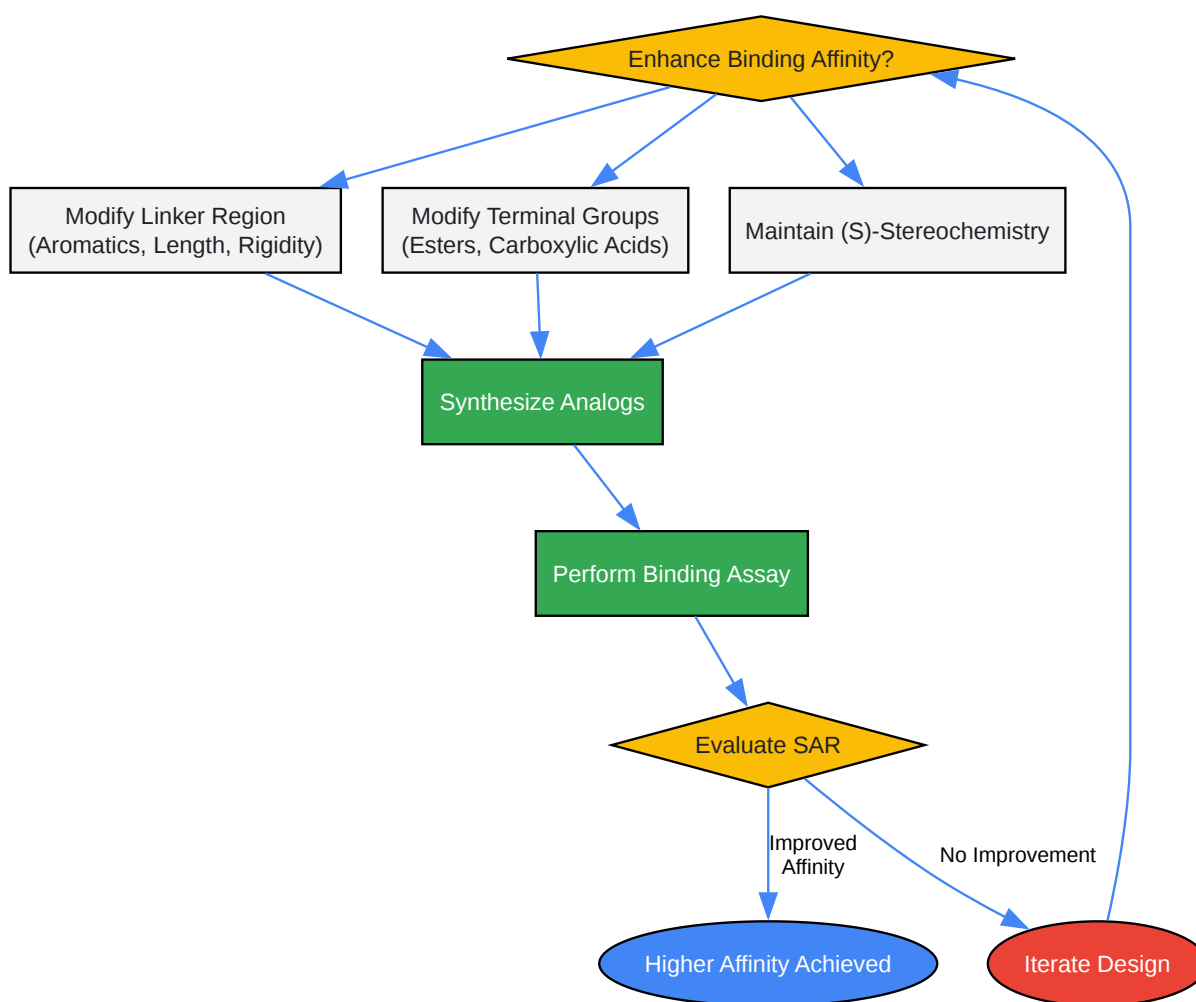 Enhance Binding Affinity?
Modify Linker Region
(Aromatics, Length, Rigidity)
Modify Terminal Groups
(Esters, Carboxylic Acids)
Maintain (S)-Stereochemistry
Synthesize Analogs
Perform Binding Assay
Evaluate SAR
Improved
Affinity
No Improvement
Higher Affinity Achieved
Iterate Design